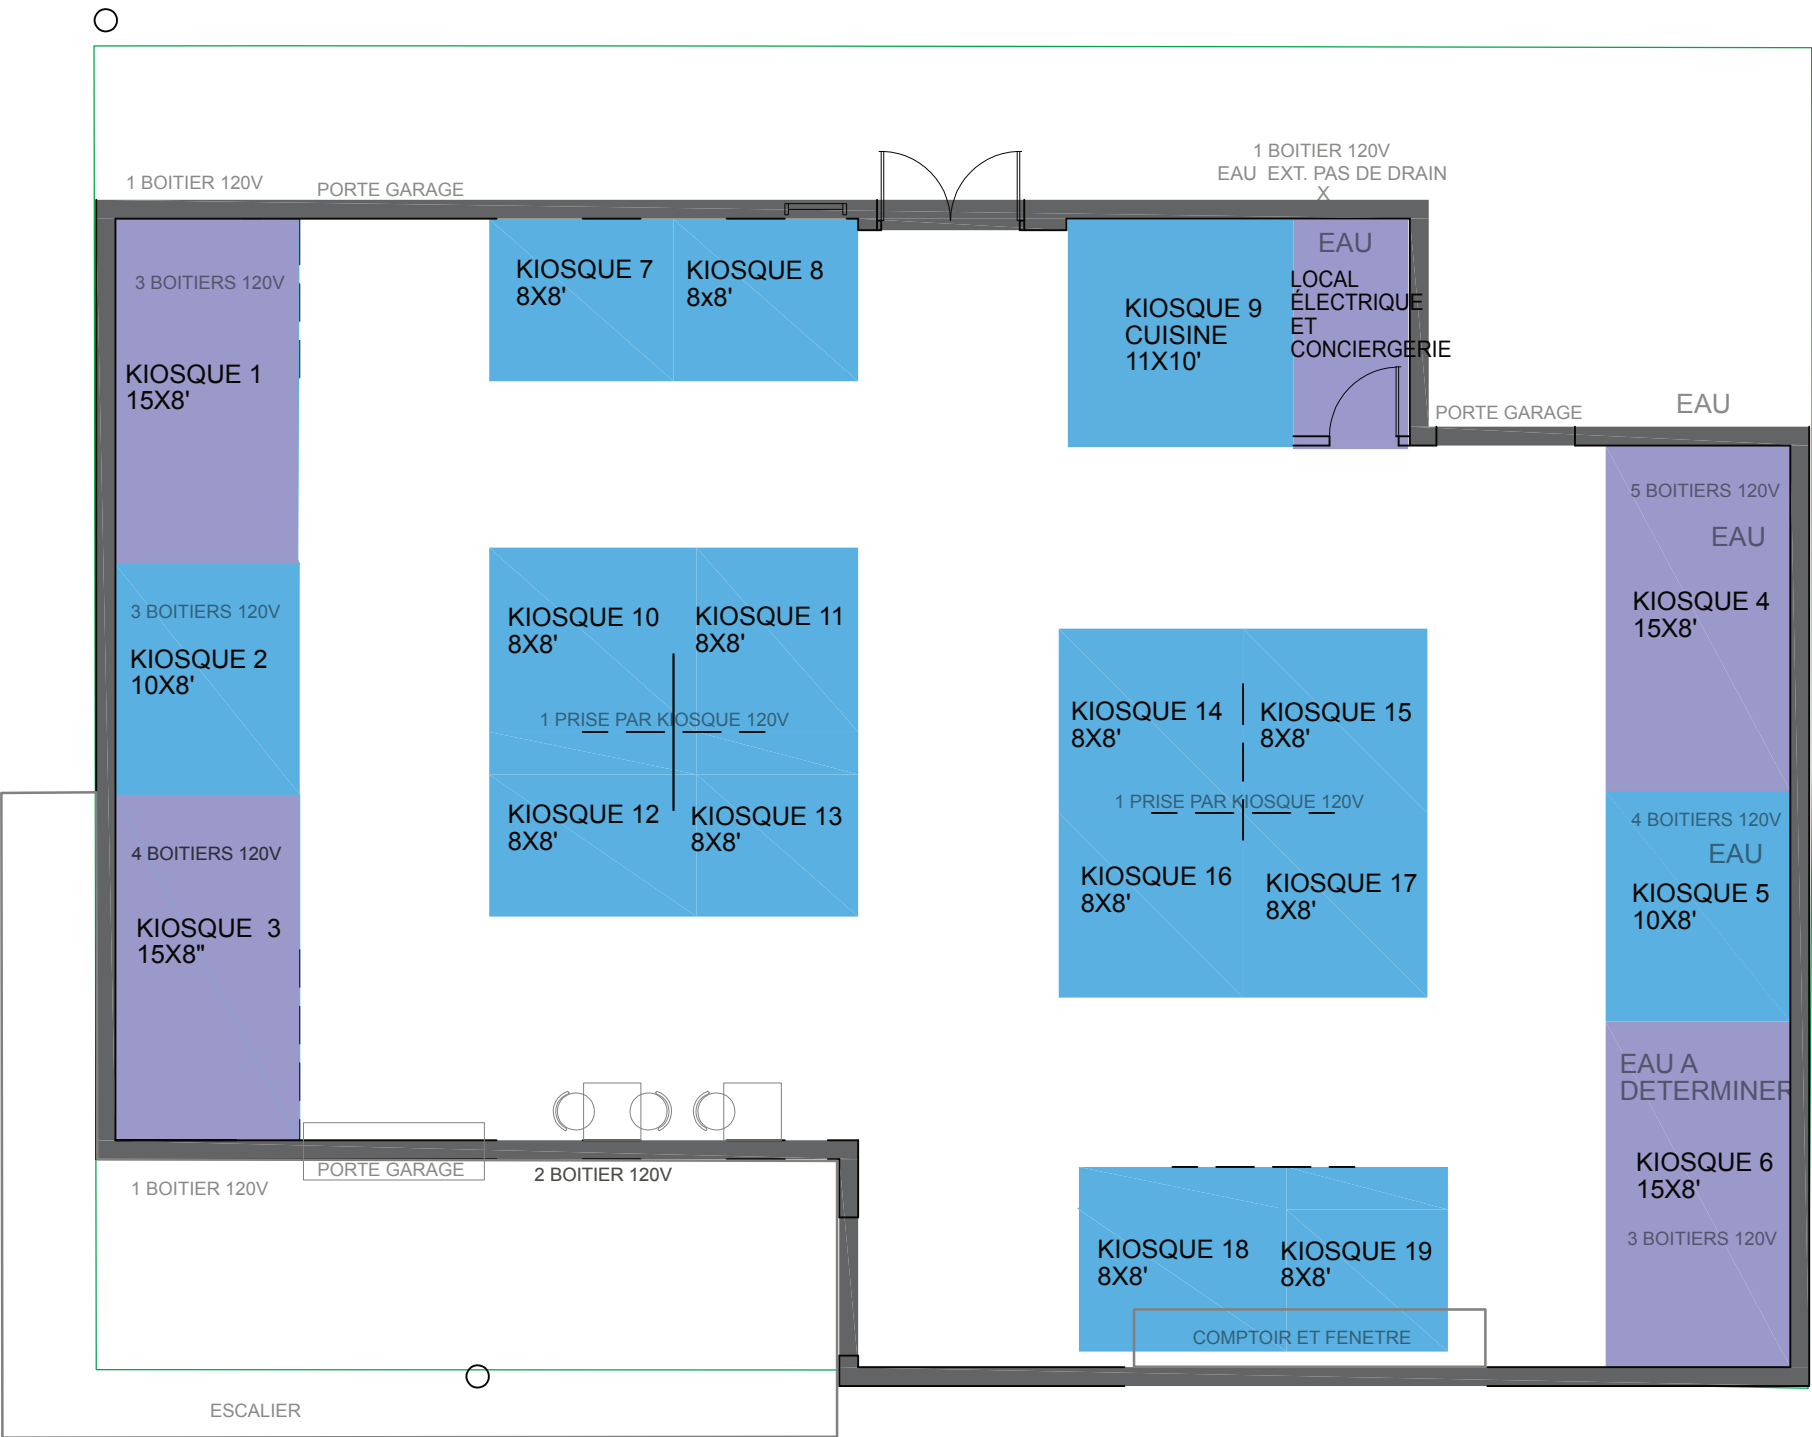 1 BOITIER 120V
EAU  EXT. PAS DE DRAIN
X
1 BOITIER 120V
PORTE GARAGE
3 BOITIERS 120V
KIOSQUE 1
15X8'
KIOSQUE 7
8X8'
KIOSQUE 8
8x8'
KIOSQUE 9
CUISINE
11X10'
EAU
LOCAL
ÉLECTRIQUE
ET
CONCIERGERIE
PORTE GARAGE
EAU
3 BOITIERS 120V
KIOSQUE 2
10X8'
KIOSQUE 10
8X8'
KIOSQUE 11
8X8'
1 PRISE PAR KIOSQUE 120V
KIOSQUE 12
8X8'
KIOSQUE 13
8X8'
KIOSQUE 14
8X8'
KIOSQUE 15
8X8'
1 PRISE PAR KIOSQUE 120V
KIOSQUE 16
8X8'
KIOSQUE 17
8X8'
5 BOITIERS 120V
EAU
KIOSQUE 4
15X8'
4 BOITIERS 120V
EAU
KIOSQUE 5
10X8'
4 BOITIERS 120V
KIOSQUE  3
15X8"
EAU A
DETERMINER
KIOSQUE 6
15X8'
3 BOITIERS 120V
PORTE GARAGE
1 BOITIER 120V
2 BOITIER 120V
KIOSQUE 18
8X8'
KIOSQUE 19
8X8'
COMPTOIR ET FENETRE
ESCALIER